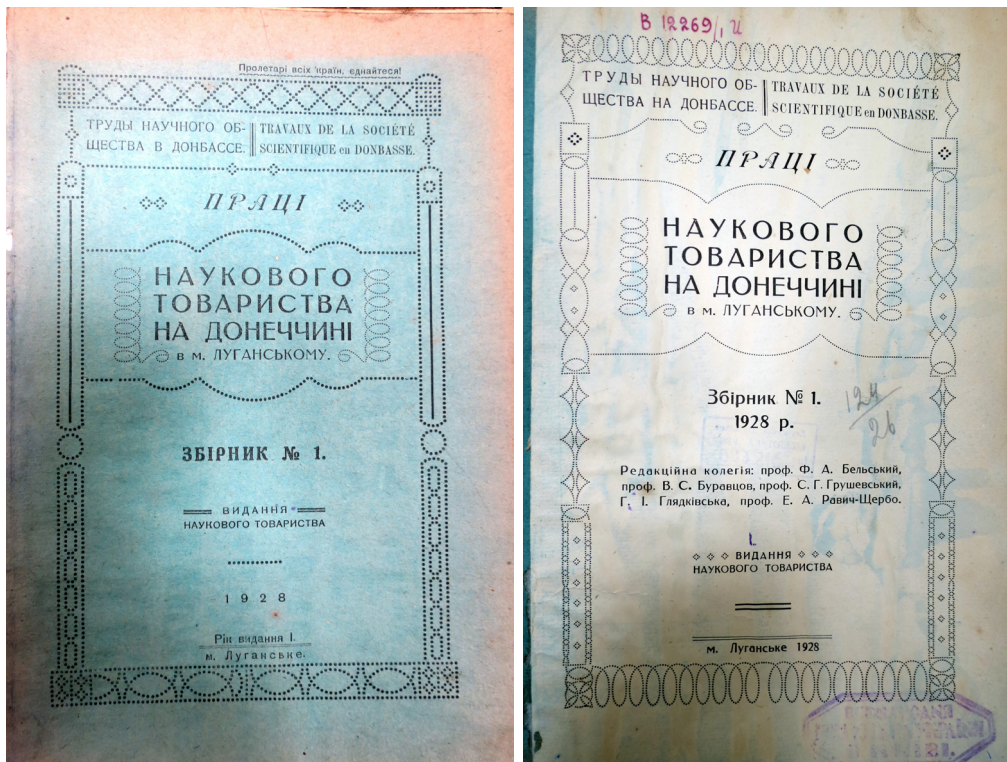 Пролетарі всіх країн, єднайтеся!
ТРУДЫ НАУЧНОГО ОБ-
ЩЕСТВА В ДОНБАССЕ.
TRAVAUX DE LA SOCIÉTÉ
SCIENTIFIQUE en DONBASSE.
ПРАЦІ
НАУКОВОГО
ТОВАРИСТВА
НА ДОНЕЧЧИНІ
В М. ЛУГАНСЬКОМУ.
ЗБІРНИК № 1.
ВИДАННЯ
НАУКОВОГО ТОВАРИСТВА
1928
Рік видання I.
м. Луганське.
В 12269/, И
ТРУДЫ НАУЧНОГО ОБ-
ЩЕСТВА НА ДОНБАССЕ.
TRAVAUX DE LA SOCIÉTÉ
SCIENTIFIQUE en DONBASSE.
ПРАЦІ
НАУКОВОГО
ТОВАРИСТВА
НА ДОНЕЧЧИНІ
В М. ЛУГАНСЬКОМУ.
Збірник № 1.
1928 р.
124/26
Редакційна колегія: проф. Ф. А. Бельський,
проф. В. С. Буравцов, проф. С. Г. Грушевський,
Г. І. Глядківська, проф. Е. А. Равич-Щербо.
ВИДАННЯ
НАУКОВОГО ТОВАРИСТВА
м. Луганське 1928